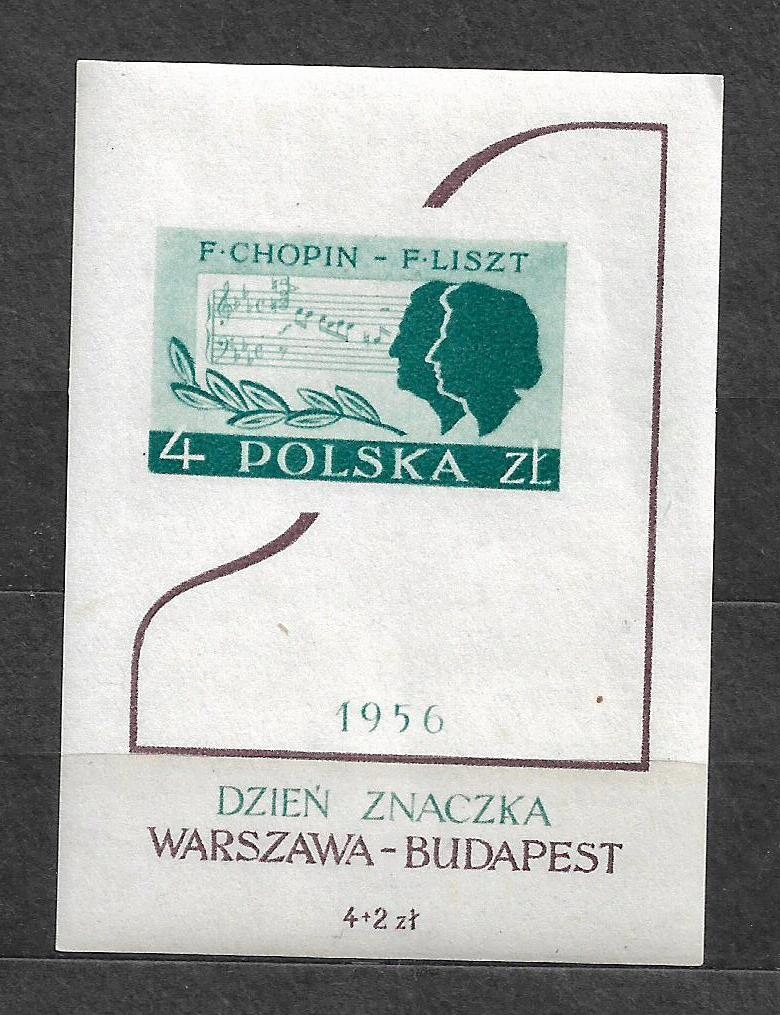 F·CHOPIN - F·LISZT
4 POLSKA ZŁ
1956
DZIEŃ ZNACZKA
WARSZAWA-BUDAPEST
4+2 zł